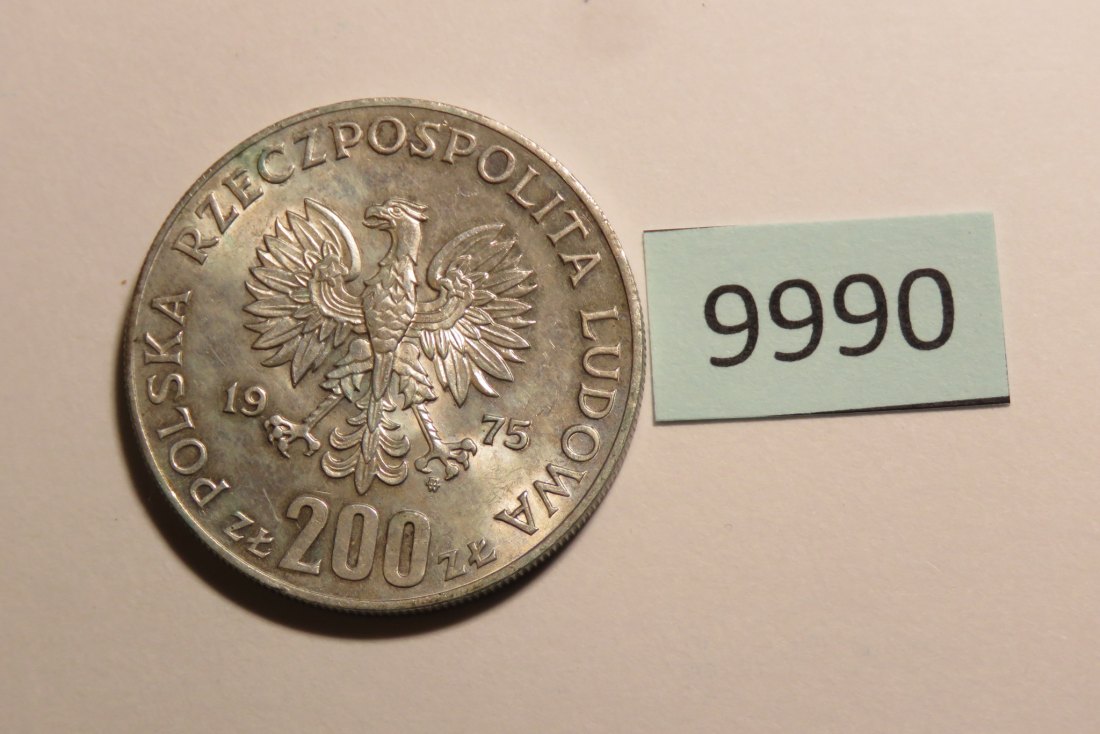 POLSKA RZECZPOSPOLITA LUDOWA
19 75
ZŁ 200 ZŁ
9990